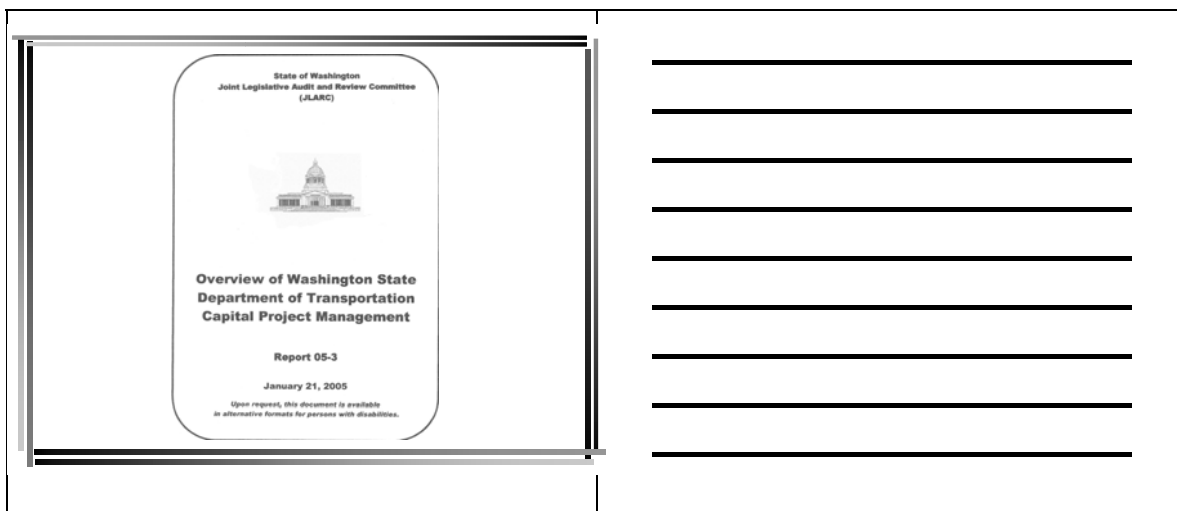 State of Washington
Joint Legislative Audit and Review Committee
(JLARC)
Overview of Washington State
Department of Transportation
Capital Project Management
Report 05-3
January 21, 2005
Upon request, this document is available
in alternative formats for persons with disabilities.